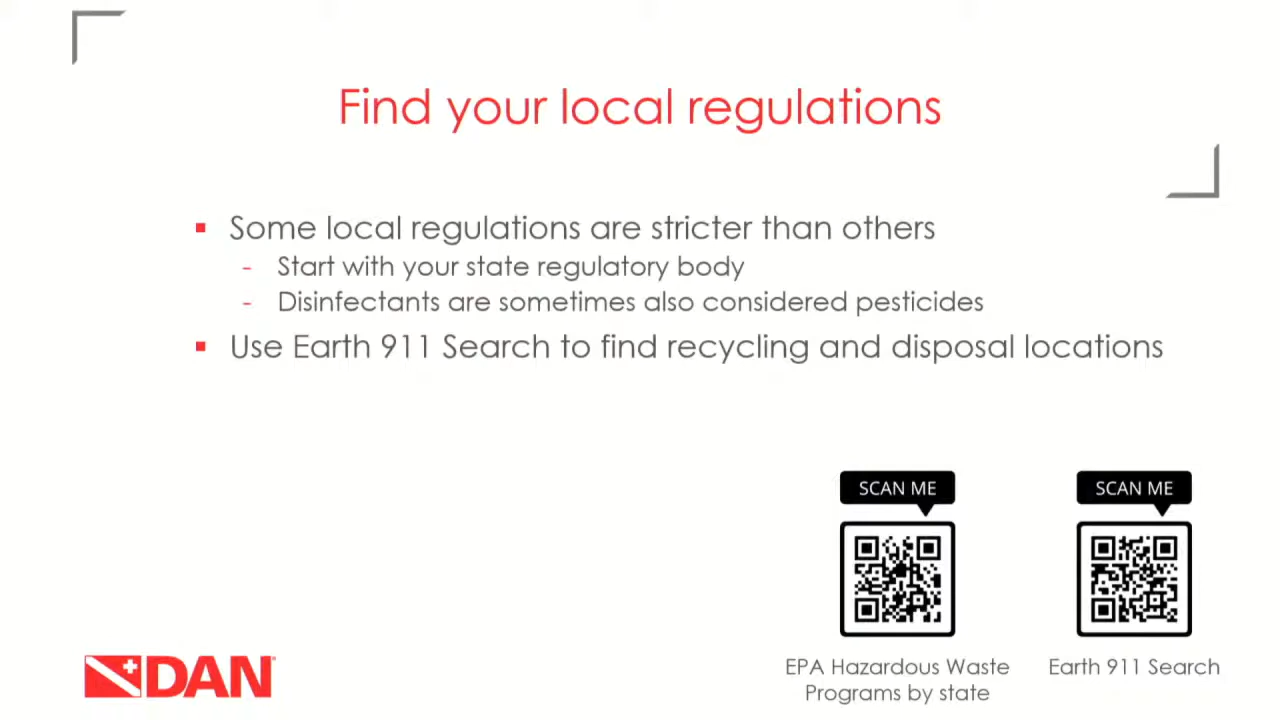 Find your local regulations
Some local regulations are stricter than others
- Start with your state regulatory body
- Disinfectants are sometimes also considered pesticides
Use Earth 911 Search to find recycling and disposal locations
SCAN ME
SCAN ME
EPA Hazardous Waste
Programs by state
Earth 911 Search
DAN